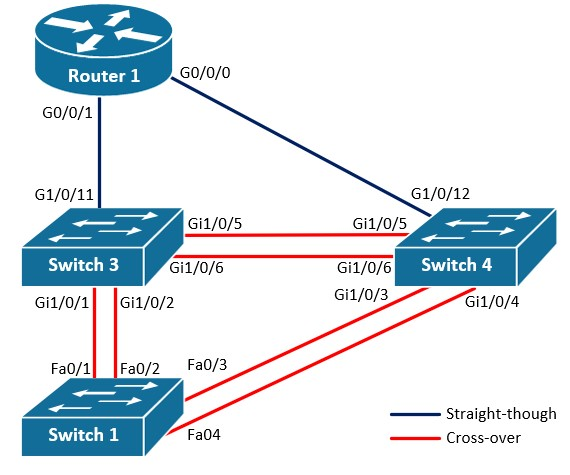 Router 1
G0/0/0
G0/0/1
G1/0/11
G1/0/12
Gi1/0/5
Gi1/0/5
Switch 3
Switch 4
Gi1/0/6
Gi1/0/6
Gi1/0/1
Gi1/0/2
Gi1/0/3
Gi1/0/4
Fa0/1
Fa0/2
Fa0/3
Switch 1
Fa04
Straight-though
Cross-over